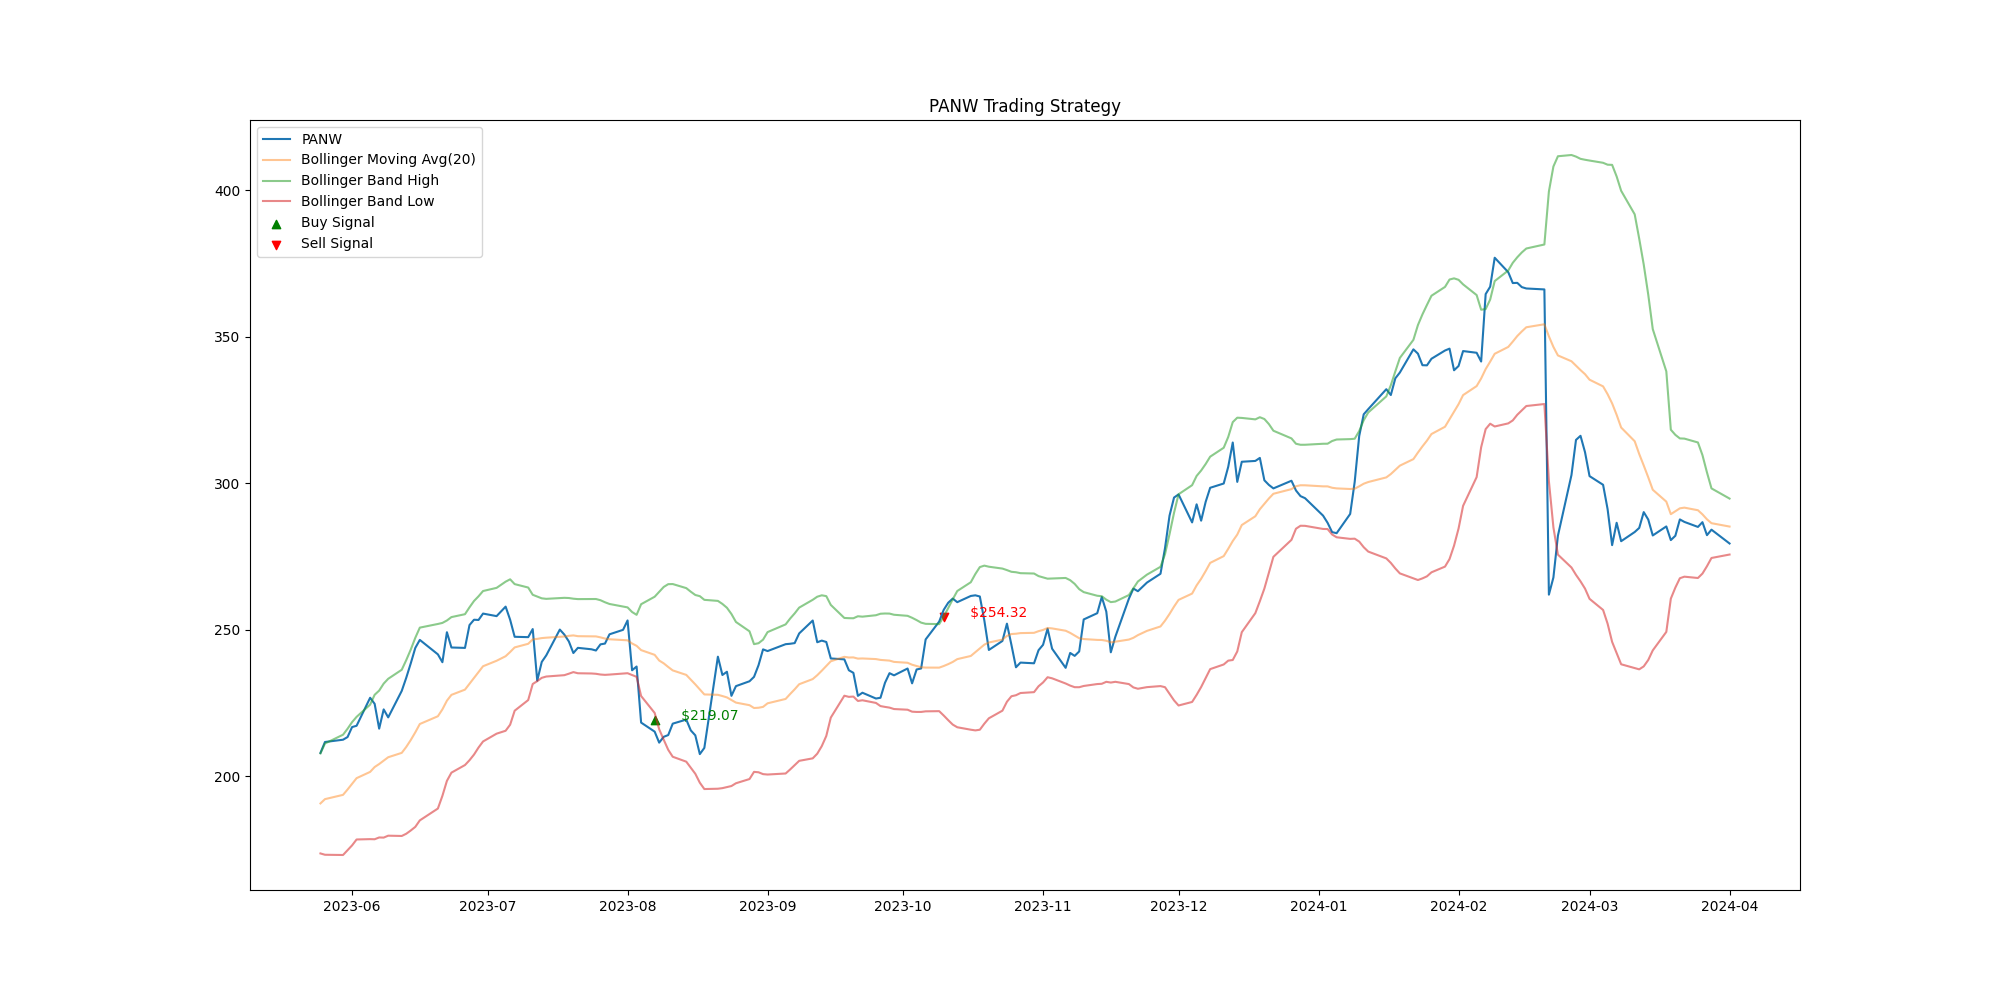 PANW Trading Strategy
PANW
Bollinger Moving Avg(20)
Bollinger Band High
Bollinger Band Low
Buy Signal
Sell Signal
400
350
300
250
200
$254.32
$219.07
2023-06 2023-07 2023-08 2023-09 2023-10 2023-11 2023-12 2024-01 2024-02 2024-03 2024-04